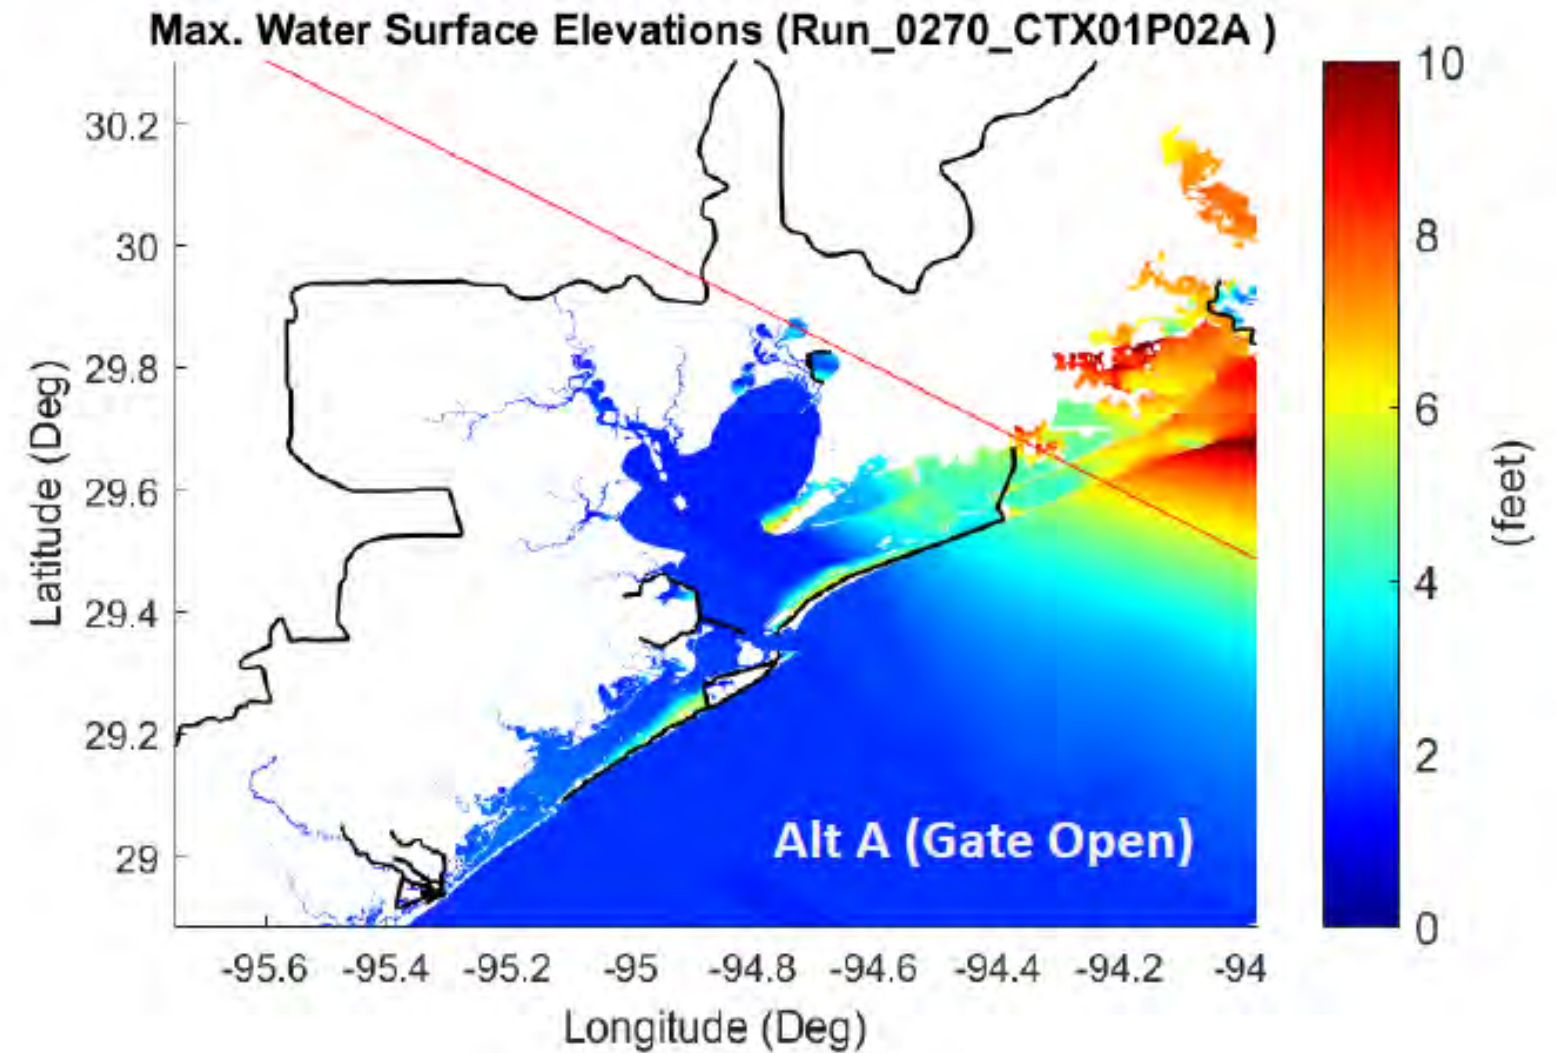 Max. Water Surface Elevations (Run_0270_CTX01P02A )
30.2
30
29.8
29.6
29.4
29.2
29
Latitude (Deg)
Alt A (Gate Open)
-95.6 -95.4 -95.2 -95 -94.8 -94.6 -94.4 -94.2 -94
Longitude (Deg)
10
8
6
4
2
0
(feet)